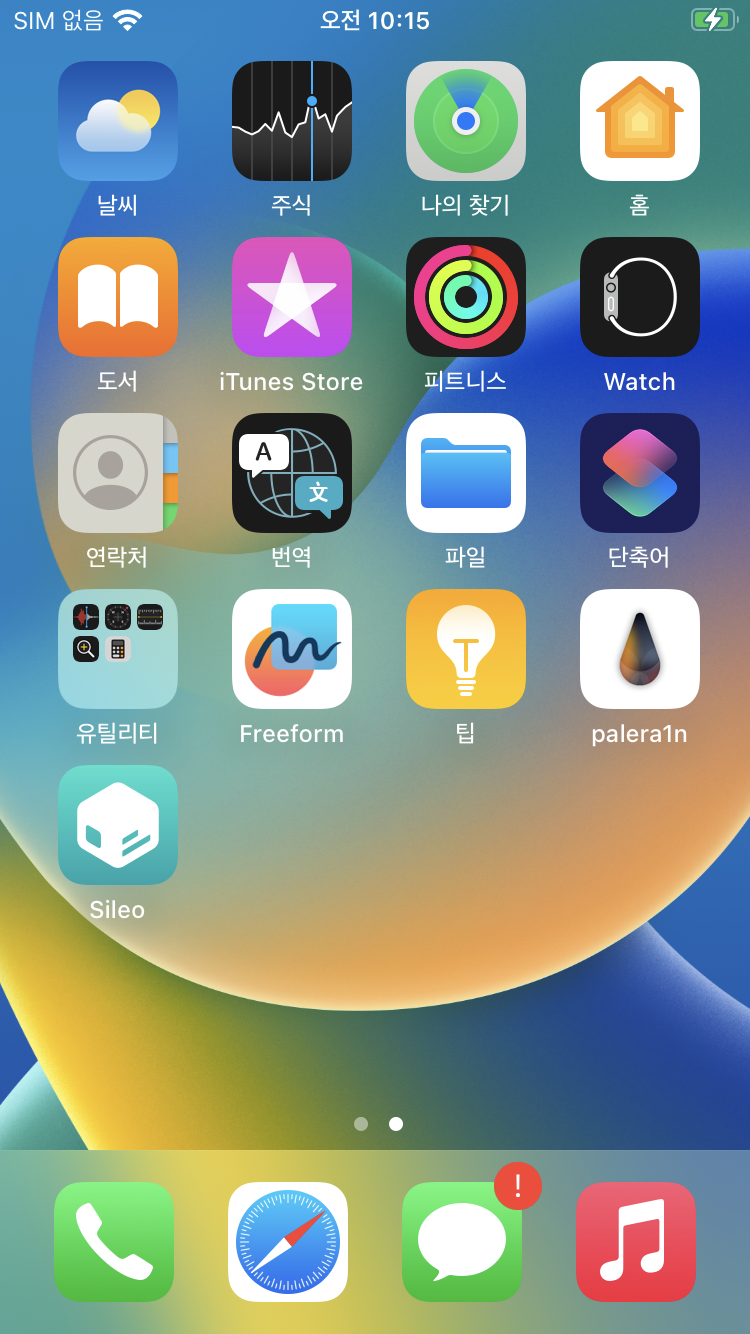 SIM 없음
오전 10:15
날씨
주식
나의 찾기
홈
도서
iTunes Store
피트니스
Watch
A
文
연락처
번역
파일
단축어
유틸리티
Freeform
팁
palera1n
Sileo
!